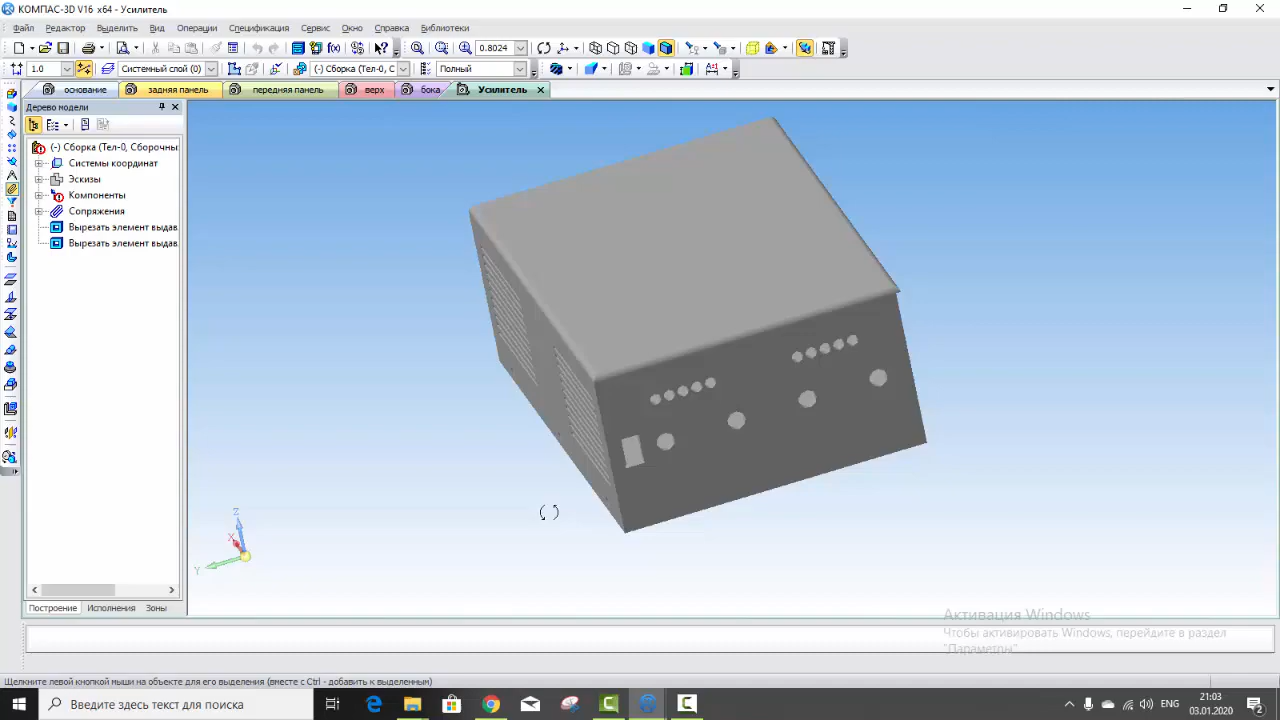 КОМПАС-3D V16 x64 - Усилитель
Файл Редактор Выделить Вид Операции Спецификация Сервис Окно Справка Библиотеки
0.8024
1.0 Системный слой (0) (-) Сборка (Тел-0, С Полный
основание задняя панель передняя панель верх бока Усилитель
Дерево модели
(-) Сборка (Тел-0, Сборочны
Системы координат
Эскизы
Компоненты
Сопряжения
Вырезать элемент выдав
Вырезать элемент выдав
Z
X
Y
Построение Исполнения Зоны
Активация Windows
Чтобы активировать Windows, перейдите в раздел
"Параметры".
Щелкните левой кнопкой мыши на объекте для его выделения (вместе с Ctrl - добавить к выделенным)
Введите здесь текст для поиска
ENG
21:03
03.01.2020
2